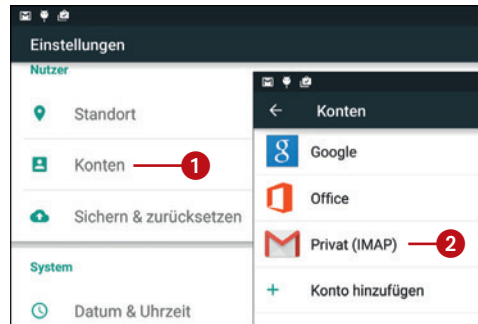 Einstellungen
Nutzer
Standort
Konten 1
Sichern & zurücksetzen
System
Datum & Uhrzeit
Konten
Google
Office
Privat (IMAP) 2
Konto hinzufügen